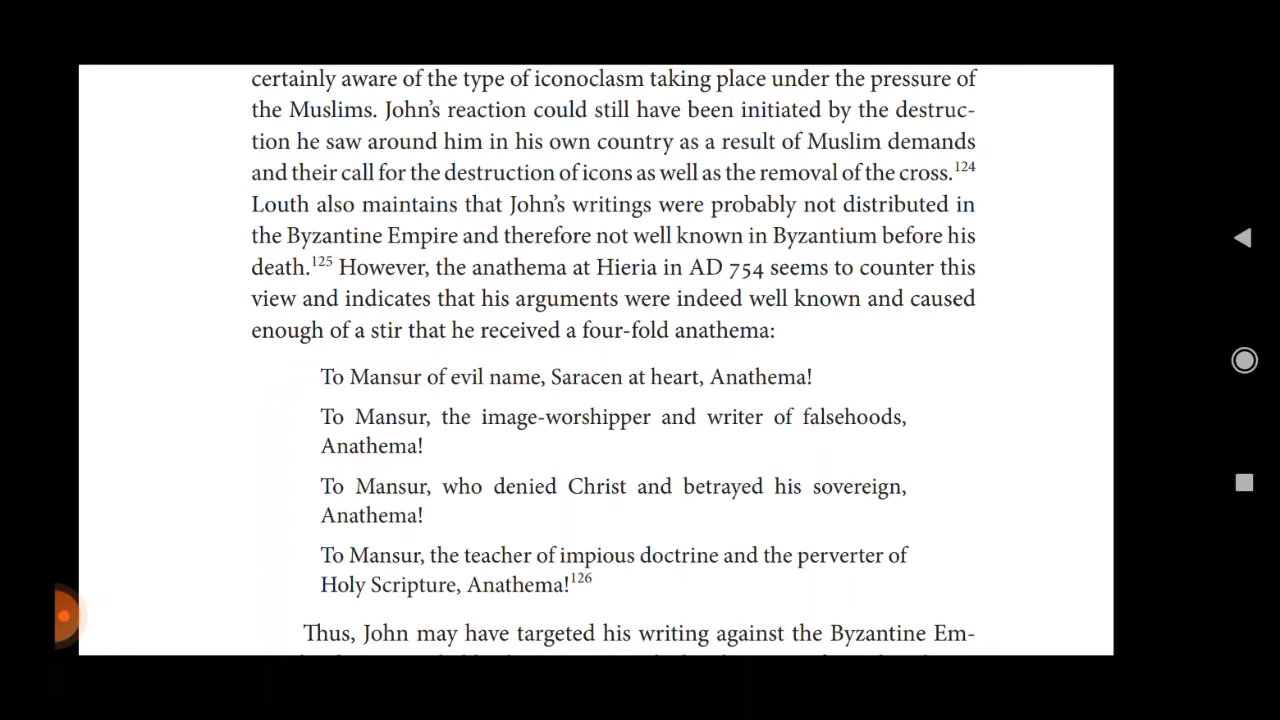 certainly aware of the type of iconoclasm taking place under the pressure of
the Muslims. John’s reaction could still have been initiated by the destruc-
tion he saw around him in his own country as a result of Muslim demands
and their call for the destruction of icons as well as the removal of the cross.124
Louth also maintains that John’s writings were probably not distributed in
the Byzantine Empire and therefore not well known in Byzantium before his
death.125 However, the anathema at Hieria in AD 754 seems to counter this
view and indicates that his arguments were indeed well known and caused
enough of a stir that he received a four-fold anathema:
To Mansur of evil name, Saracen at heart, Anathema!
To Mansur, the image-worshipper and writer of falsehoods,
Anathema!
To Mansur, who denied Christ and betrayed his sovereign,
Anathema!
To Mansur, the teacher of impious doctrine and the perverter of
Holy Scripture, Anathema!126
Thus, John may have targeted his writing against the Byzantine Em-